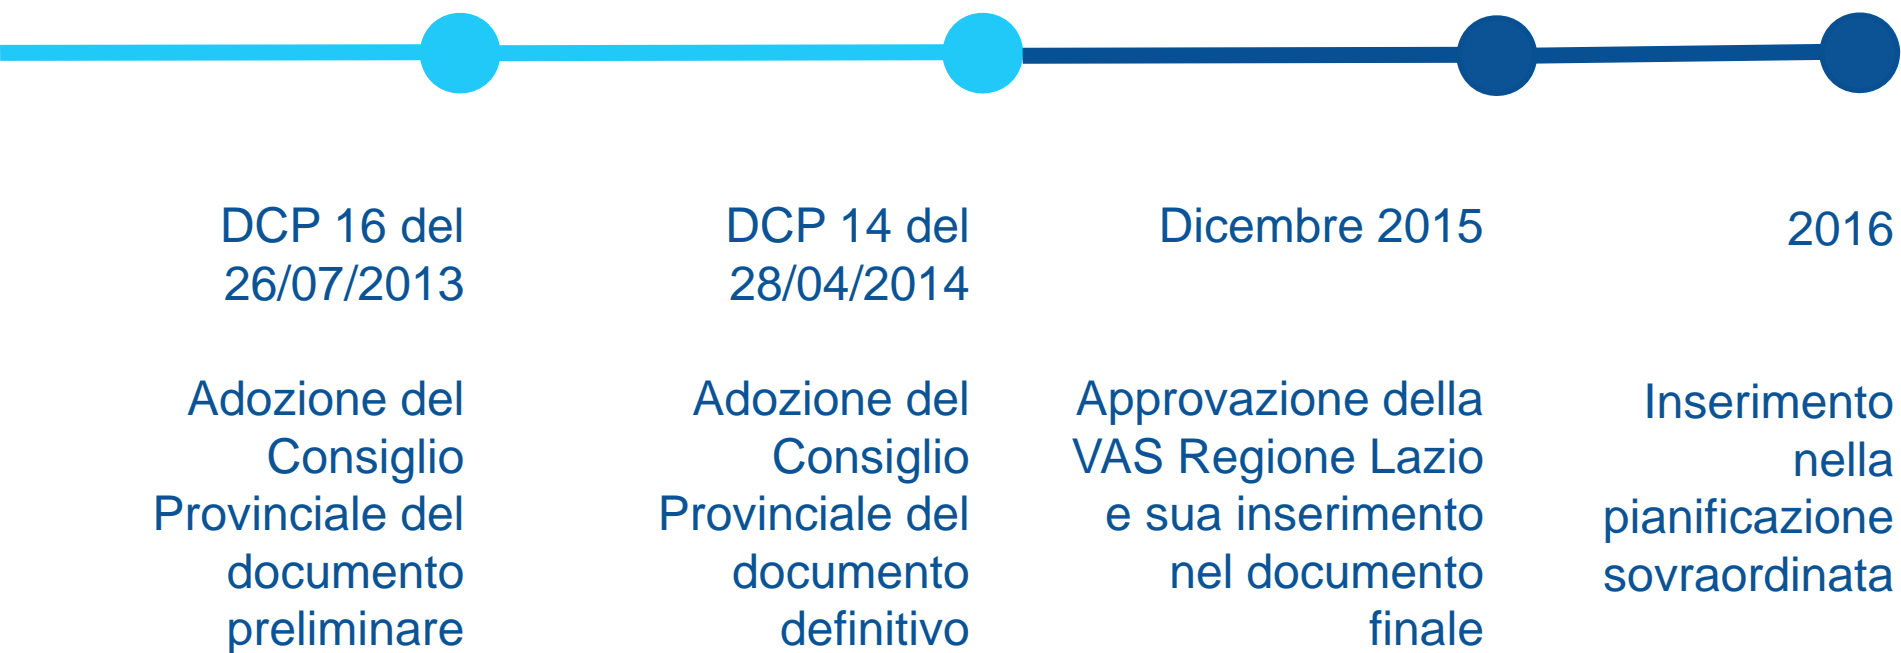 DCP 16 del
26/07/2013
Adozione del
Consiglio
Provinciale del
documento
preliminare
DCP 14 del
28/04/2014
Adozione del
Consiglio
Provinciale del
documento
definitivo
Dicembre 2015
Approvazione della
VAS Regione Lazio
e sua inserimento
nel documento
finale
2016
Inserimento
nella
pianificazione
sovraordinata